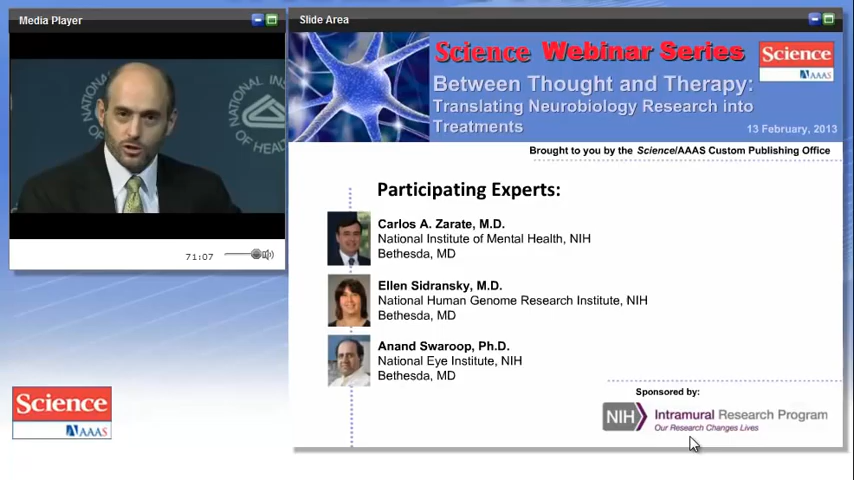 Media Player
NATIONAL INSTI
OF HEALTH
71:07
Science
AAAS
Slide Area
Science Webinar Series
Science
AAAS
Between Thought and Therapy:
Translating Neurobiology Research into
Treatments
13 February, 2013
Brought to you by the Science/AAAS Custom Publishing Office
Participating Experts:
Carlos A. Zarate, M.D.
National Institute of Mental Health, NIH
Bethesda, MD
Ellen Sidransky, M.D.
National Human Genome Research Institute, NIH
Bethesda, MD
Anand Swaroop, Ph.D.
National Eye Institute, NIH
Bethesda, MD
Sponsored by:
NIH Intramural Research Program
Our Research Changes Lives